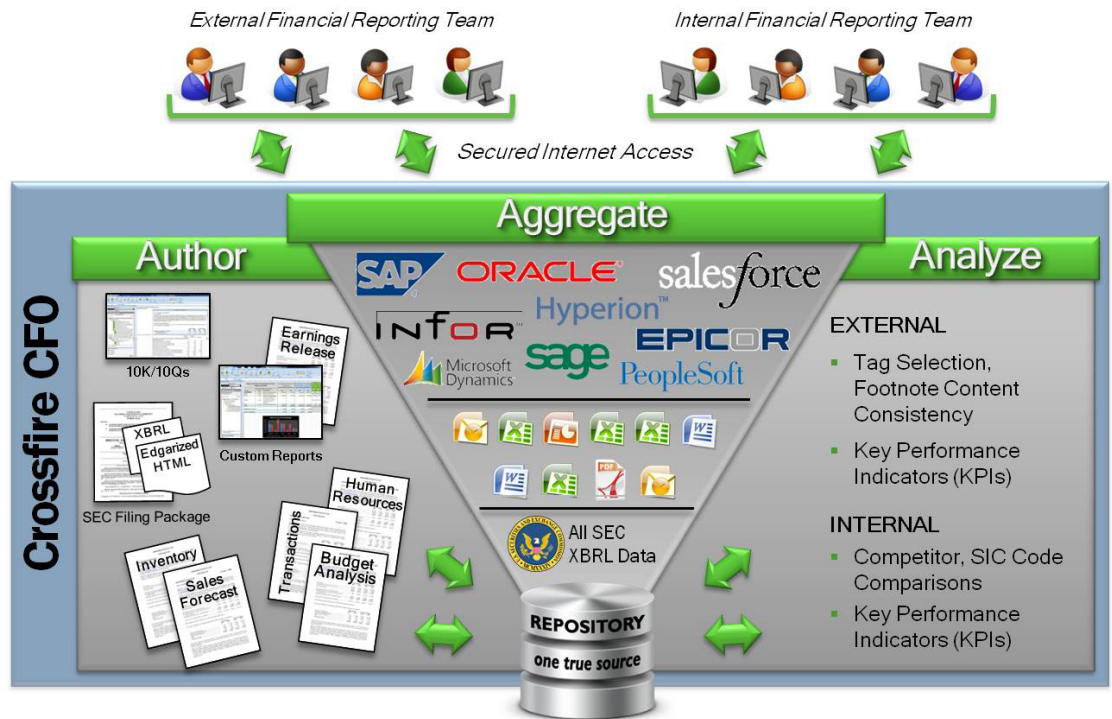 External Financial Reporting Team
Internal Financial Reporting Team
Secured Internet Access
Crossfire CFO
Author
Aggregate
Analyze
10K/10Qs
Earnings
Release
Custom Reports
XBRL
Edgarized
HTML
SEC Filing Package
Inventory
Sales
Forecast
Transactions
Human
Resources
Budget
Analysis
SAP
ORACLE
salesforce
Hyperion™
INFOR
EPICOR
Microsoft
Dynamics
sage
PeopleSoft
PDF
All SEC
XBRL Data
REPOSITORY
one true source
EXTERNAL
▪ Tag Selection,
Footnote Content
Consistency
▪ Key Performance
Indicators (KPIs)
INTERNAL
▪ Competitor, SIC Code
Comparisons
▪ Key Performance
Indicators (KPIs)